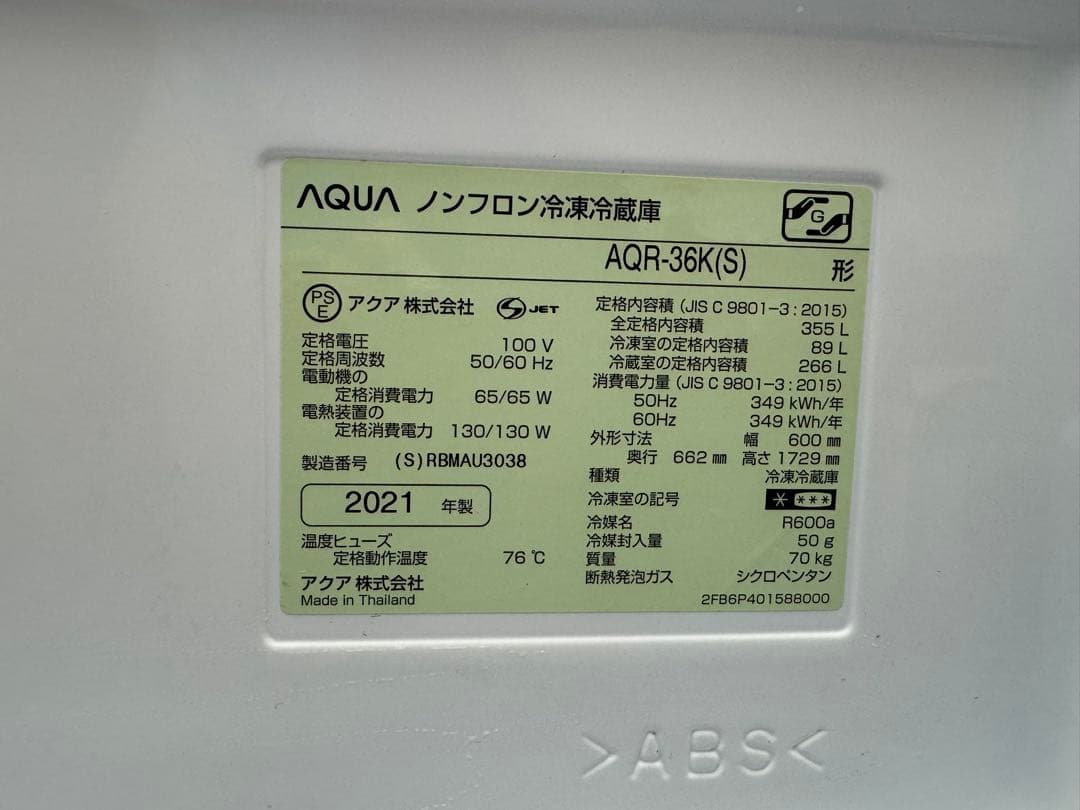 AQUA ノンフロン冷凍冷蔵庫
G
AQR-36K(S) 形
PSE アクア 株式会社 S JET
定格電圧 100 V
定格周波数 50/60 Hz
電動機の
定格消費電力 65/65 W
電熱装置の
定格消費電力 130/130 W
製造番号 (S)RBMAU3038
2021 年製
温度ヒューズ
定格動作温度 76 ℃
アクア 株式会社
Made in Thailand
定格内容積 (JIS C 9801-3 : 2015)
全定格内容積 355 L
冷凍室の定格内容積 89 L
冷蔵室の定格内容積 266 L
消費電力量 (JIS C 9801-3 : 2015)
50Hz 349 kWh/年
60Hz 349 kWh/年
外形寸法 幅 600 mm
奥行 662 mm 高さ 1729 mm
種類 冷凍冷蔵庫
冷凍室の記号 * ***
冷媒名 R600a
冷媒封入量 50 g
質量 70 kg
断熱発泡ガス シクロペンタン
2FB6P401588000
>ABS<